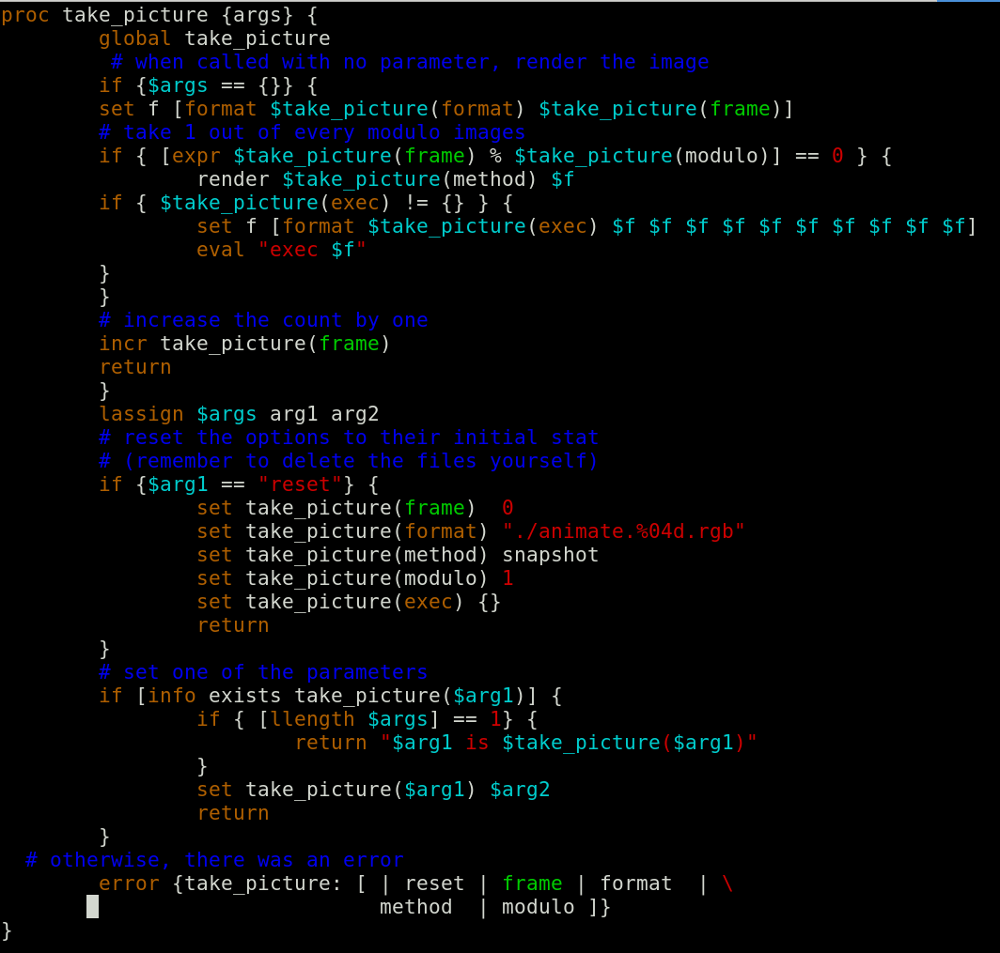 proc take_picture {args} {
        global take_picture
         # when called with no parameter, render the image
        if {$args == {}} {
        set f [format $take_picture(format) $take_picture(frame)]
        # take 1 out of every modulo images
        if { [expr $take_picture(frame) % $take_picture(modulo)] == 0 } {
                render $take_picture(method) $f
        if { $take_picture(exec) != {} } {
                set f [format $take_picture(exec) $f $f $f $f $f $f $f $f $f $f]
                eval "exec $f"
        }
        }
        # increase the count by one
        incr take_picture(frame)
        return
        }
        lassign $args arg1 arg2
        # reset the options to their initial stat
        # (remember to delete the files yourself)
        if {$arg1 == "reset"} {
                set take_picture(frame)  0
                set take_picture(format) "./animate.%04d.rgb"
                set take_picture(method) snapshot
                set take_picture(modulo) 1
                set take_picture(exec) {}
                return
        }
        # set one of the parameters
        if [info exists take_picture($arg1)] {
                if { [llength $args] == 1} {
                        return "$arg1 is $take_picture($arg1)"
                }
                set take_picture($arg1) $arg2
                return
        }
  # otherwise, there was an error
        error {take_picture: [ | reset | frame | format  | \
                               method  | modulo ]}
}